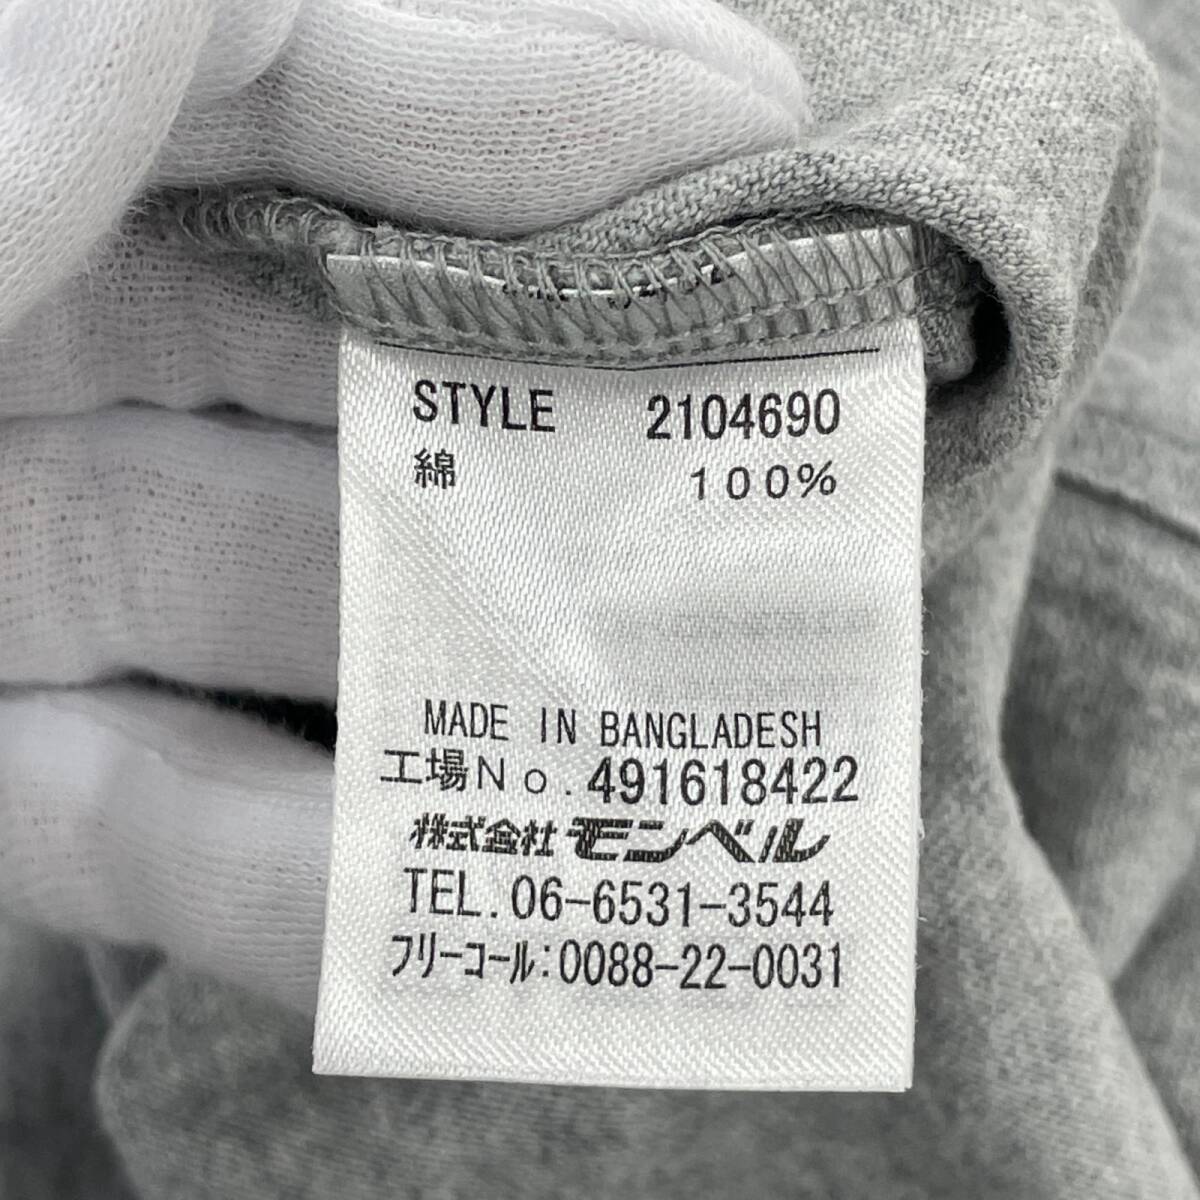 STYLE 2104690
綿 100%
MADE IN BANGLADESH
工場No.491618422
株式会社モンベル
TEL.06-6531-3544
フリーコール:0088-22-0031